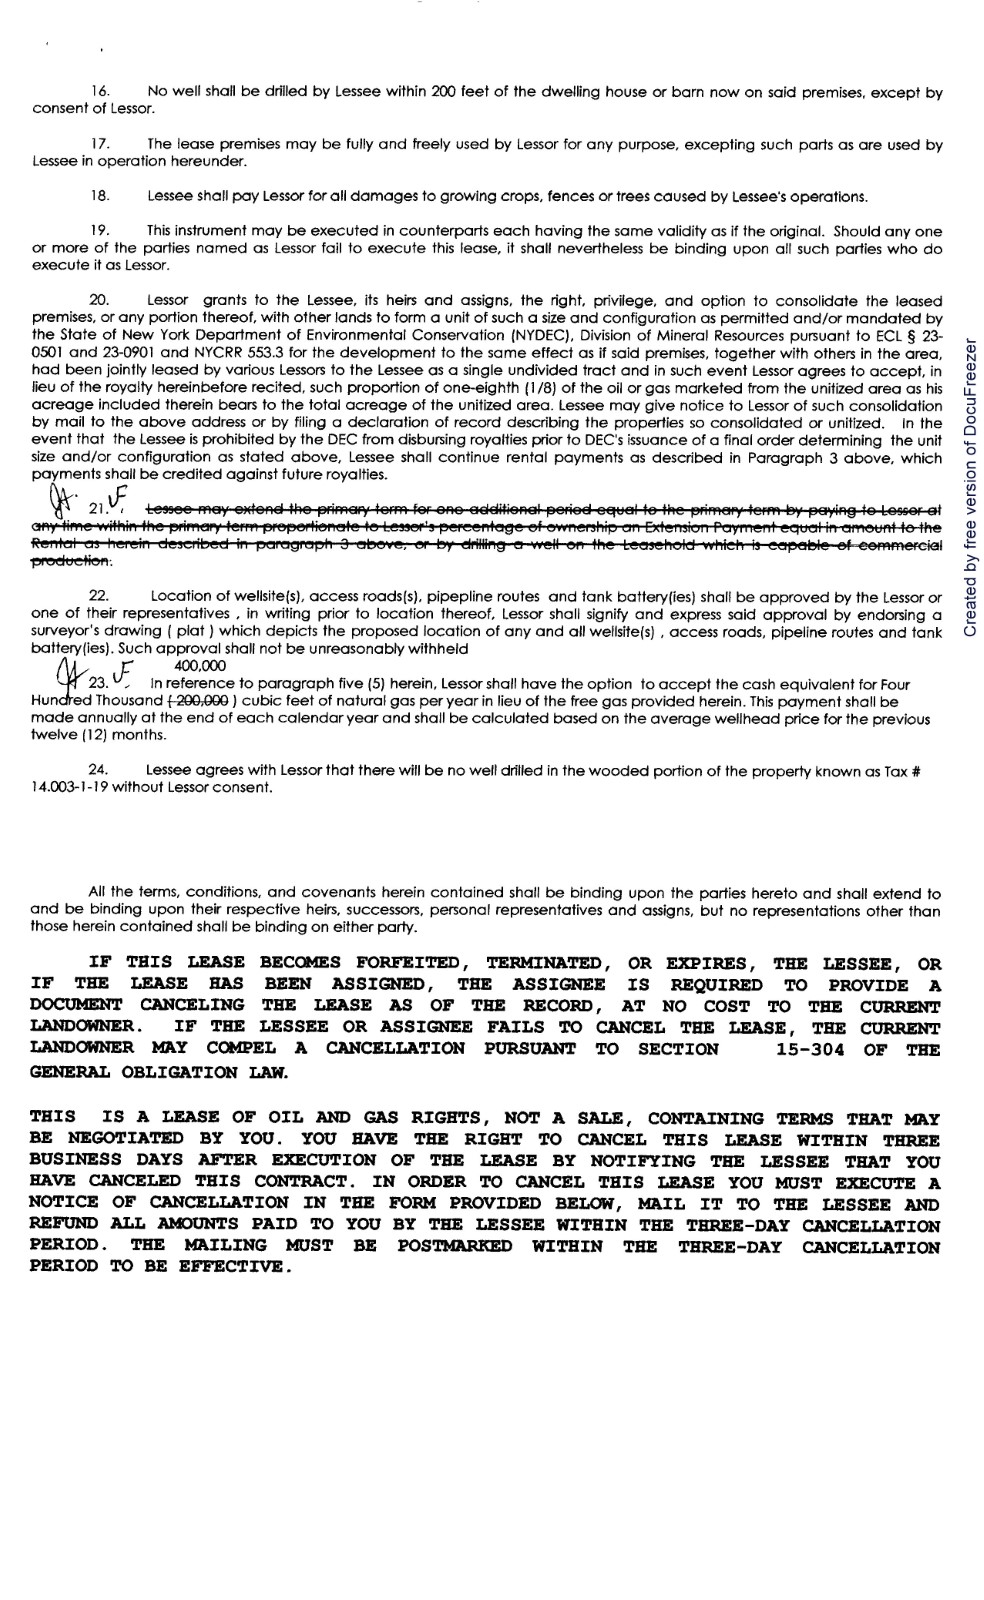 16. No well shall be drilled by Lessee within 200 feet of the dwelling house or barn now on said premises, except by
consent of Lessor.
17. The lease premises may be fully and freely used by Lessor for any purpose, excepting such parts as are used by
Lessee in operation hereunder.
18. Lessee shall pay Lessor for all damages to growing crops, fences or trees caused by Lessee's operations.
19. This instrument may be executed in counterparts each having the same validity as if the original. Should any one
or more of the parties named as Lessor fail to execute this lease, it shall nevertheless be binding upon all such parties who do
execute it as Lessor.
20. Lessor grants to the Lessee, its heirs and assigns, the right, privilege, and option to consolidate the leased
premises, or any portion thereof, with other lands to form a unit of such a size and configuration as permitted and/or mandated by
the State of New York Department of Environmental Conservation (NYDEC), Division of Mineral Resources pursuant to ECL § 23-
0501 and 23-0901 and NYCRR 553.3 for the development to the same effect as if said premises, together with others in the area,
had been jointly leased by various Lessors to the Lessee as a single undivided tract and in such event Lessor agrees to accept, in
lieu of the royalty hereinbefore recited, such proportion of one-eighth (1/8) of the oil or gas marketed from the unitized area as his
acreage included therein bears to the total acreage of the unitized area. Lessee may give notice to Lessor of such consolidation
by mail to the above address or by filing a declaration of record describing the properties so consolidated or unitized. In the
event that the Lessee is prohibited by the DEC from disbursing royalties prior to DEC's issuance of a final order determining the unit
size and/or configuration as stated above, Lessee shall continue rental payments as described in Paragraph 3 above, which
payments shall be credited against future royalties.
21. Lessee may extend the primary term for one additional period equal to the primary term by paying to Lessor at
any time within the primary term proportionate to Lessor's percentage of ownership an Extension Payment equal in amount to the
Rental as herein described in paragraph 3 above, or by drilling a well on the Leasehold which is capable of commercial
production.
22. Location of wellsite(s), access roads(s), pipepline routes and tank battery(ies) shall be approved by the Lessor or
one of their representatives , in writing prior to location thereof, Lessor shall signify and express said approval by endorsing a
surveyor's drawing ( plat ) which depicts the proposed location of any and all wellsite(s) , access roads, pipeline routes and tank
battery(ies). Such approval shall not be unreasonably withheld
400,000
23. In reference to paragraph five (5) herein, Lessor shall have the option to accept the cash equivalent for Four
Hundred Thousand ( 200,000 ) cubic feet of natural gas per year in lieu of the free gas provided herein. This payment shall be
made annually at the end of each calendar year and shall be calculated based on the average wellhead price for the previous
twelve (12) months.
24. Lessee agrees with Lessor that there will be no well drilled in the wooded portion of the property known as Tax #
14.003-1-19 without Lessor consent.
All the terms, conditions, and covenants herein contained shall be binding upon the parties hereto and shall extend to
and be binding upon their respective heirs, successors, personal representatives and assigns, but no representations other than
those herein contained shall be binding on either party.
IF THIS LEASE BECOMES FORFEITED, TERMINATED, OR EXPIRES, THE LESSEE, OR
IF THE LEASE HAS BEEN ASSIGNED, THE ASSIGNEE IS REQUIRED TO PROVIDE A
DOCUMENT CANCELING THE LEASE AS OF THE RECORD, AT NO COST TO THE CURRENT
LANDOWNER. IF THE LESSEE OR ASSIGNEE FAILS TO CANCEL THE LEASE, THE CURRENT
LANDOWNER MAY COMPEL A CANCELLATION PURSUANT TO SECTION 15-304 OF THE
GENERAL OBLIGATION LAW.
THIS IS A LEASE OF OIL AND GAS RIGHTS, NOT A SALE, CONTAINING TERMS THAT MAY
BE NEGOTIATED BY YOU. YOU HAVE THE RIGHT TO CANCEL THIS LEASE WITHIN THREE
BUSINESS DAYS AFTER EXECUTION OF THE LEASE BY NOTIFYING THE LESSEE THAT YOU
HAVE CANCELED THIS CONTRACT. IN ORDER TO CANCEL THIS LEASE YOU MUST EXECUTE A
NOTICE OF CANCELLATION IN THE FORM PROVIDED BELOW, MAIL IT TO THE LESSEE AND
REFUND ALL AMOUNTS PAID TO YOU BY THE LESSEE WITHIN THE THREE-DAY CANCELLATION
PERIOD. THE MAILING MUST BE POSTMARKED WITHIN THE THREE-DAY CANCELLATION
PERIOD TO BE EFFECTIVE.
Created by free version of DocuFreezer